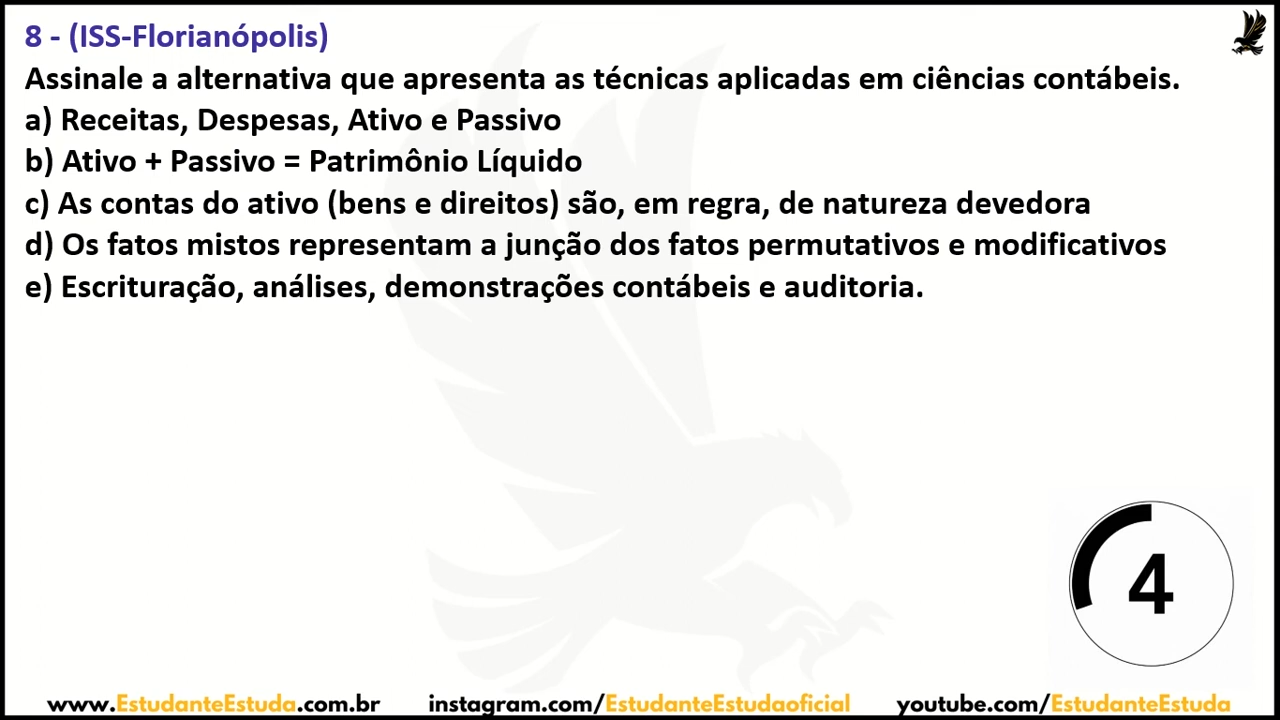 8 - (ISS-Florianópolis)
Assinale a alternativa que apresenta as técnicas aplicadas em ciências contábeis.
a) Receitas, Despesas, Ativo e Passivo
b) Ativo + Passivo = Patrimônio Líquido
c) As contas do ativo (bens e direitos) são, em regra, de natureza devedora
d) Os fatos mistos representam a junção dos fatos permutativos e modificativos
e) Escrituração, análises, demonstrações contábeis e auditoria.
4
www.EstudanteEstuda.com.br instagram.com/EstudanteEstudaoficial youtube.com/EstudanteEstuda